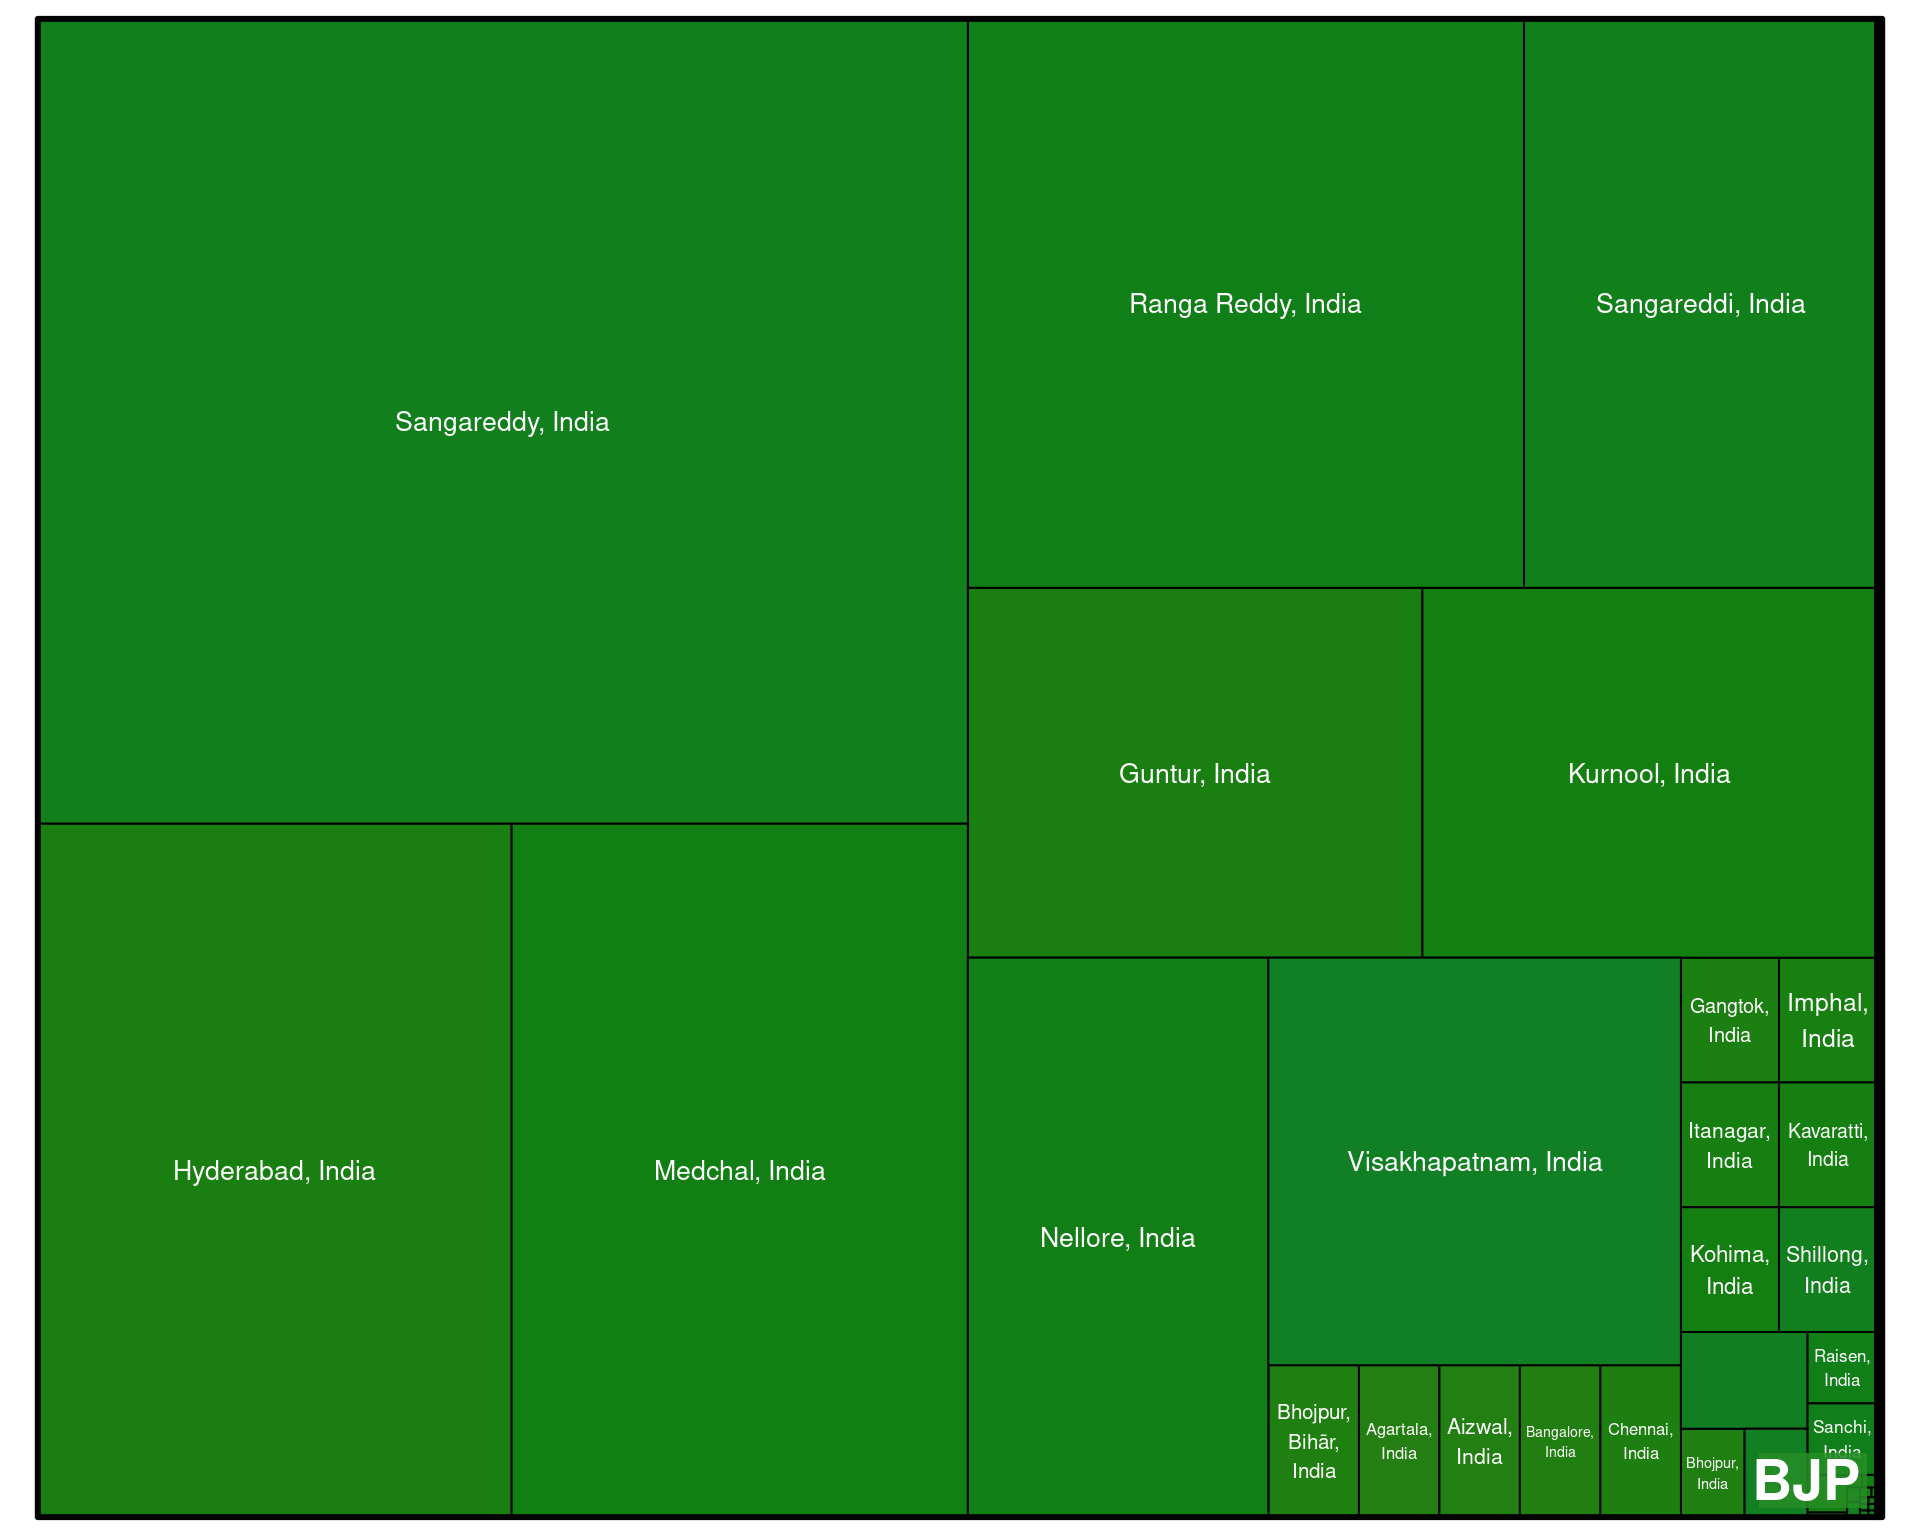 Sangareddy, India
Ranga Reddy, India
Sangareddi, India
Guntur, India
Kurnool, India
Hyderabad, India
Medchal, India
Nellore, India
Visakhapatnam, India
Gangtok,
India
Imphal,
India
Itanagar,
India
Kavaratti,
India
Kohima,
India
Shillong,
India
Raisen,
India
Bhojpur,
Bihār,
India
Agartala,
India
Aizwal,
India
Bangalore,
India
Chennai,
India
Bhojpur,
India
Sanchi,
India
BJP